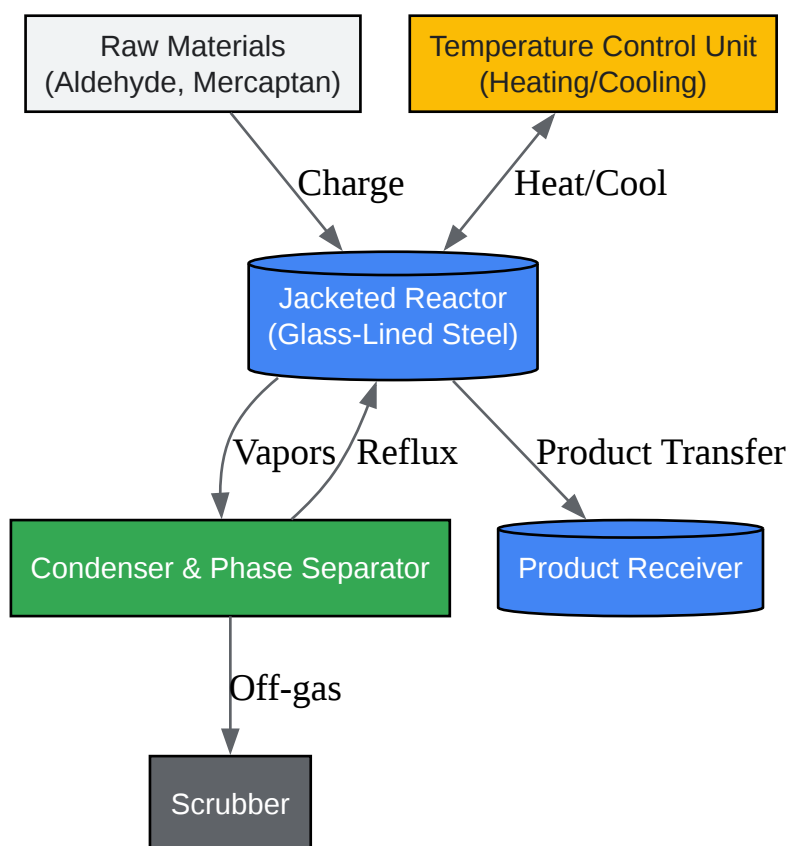 Raw Materials
(Aldehyde, Mercaptan)
Temperature Control Unit
(Heating/Cooling)
Charge
Heat/Cool
Jacketed Reactor
(Glass-Lined Steel)
Vapors
Reflux
Product Transfer
Condenser & Phase Separator
Product Receiver
Off-gas
Scrubber